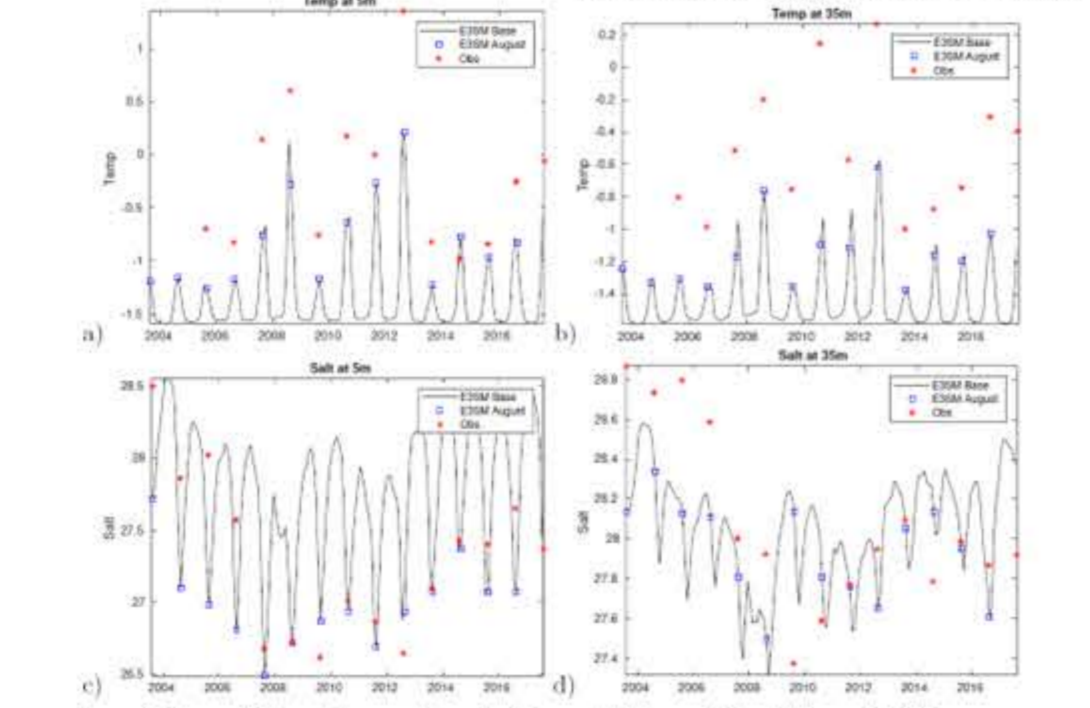 Temp at 5m
E3SM Base
E3SM August
Obs
1
0.5
0
-0.5
-1
-1.5
Temp
2004 2006 2008 2010 2012 2014 2016
a)
Temp at 35m
E3SM Base
E3SM August
Obs
0.2
0
-0.2
-0.4
-0.6
-0.8
-1
-1.2
-1.4
Temp
2004 2006 2008 2010 2012 2014 2016
b)
Salt at 5m
E3SM Base
E3SM August
Obs
28.5
28
27.5
27
26.5
Salt
2004 2006 2008 2010 2012 2014 2016
c)
Salt at 35m
E3SM Base
E3SM August
Obs
28.8
28.6
28.4
28.2
28
27.8
27.6
27.4
Salt
2004 2006 2008 2010 2012 2014 2016
d)